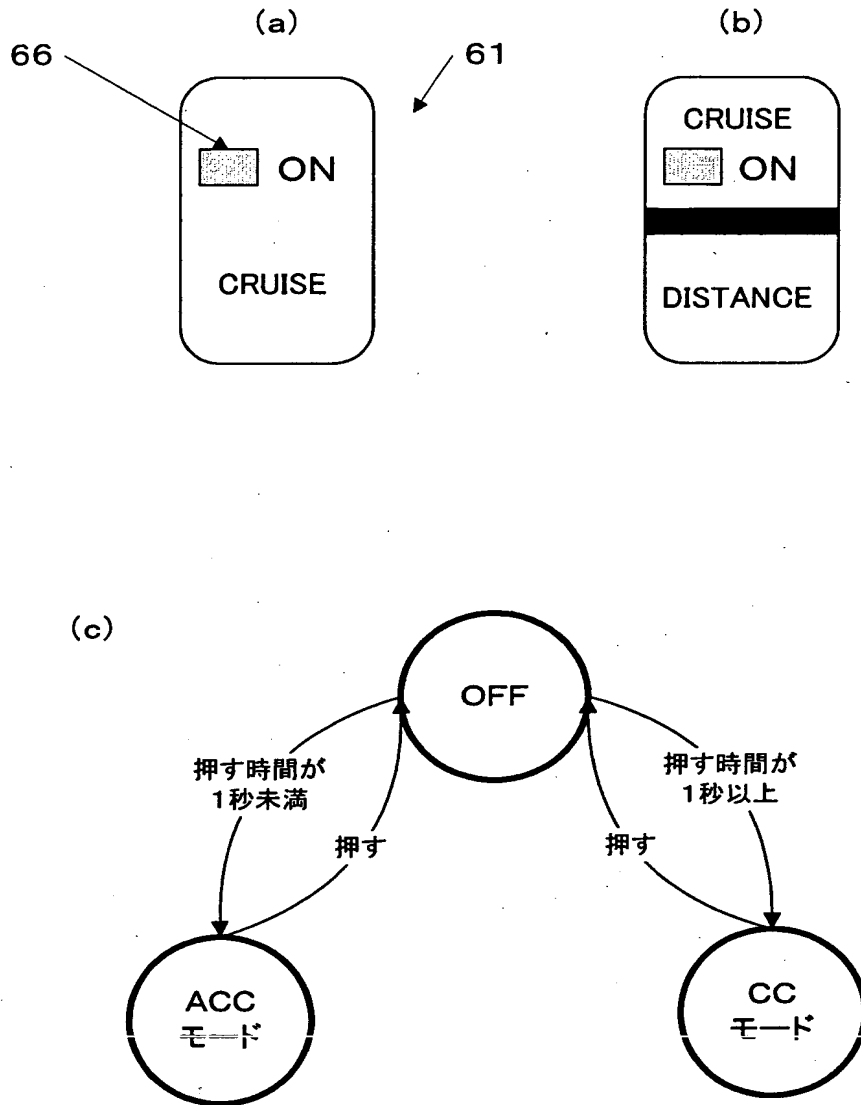 (a)
(b)
66
61
ON
CRUISE
CRUISE
ON
DISTANCE
(c)
OFF
押す時間が
1秒未満
押す
押す
押す時間が
1秒以上
ACC
モード
CC
モード